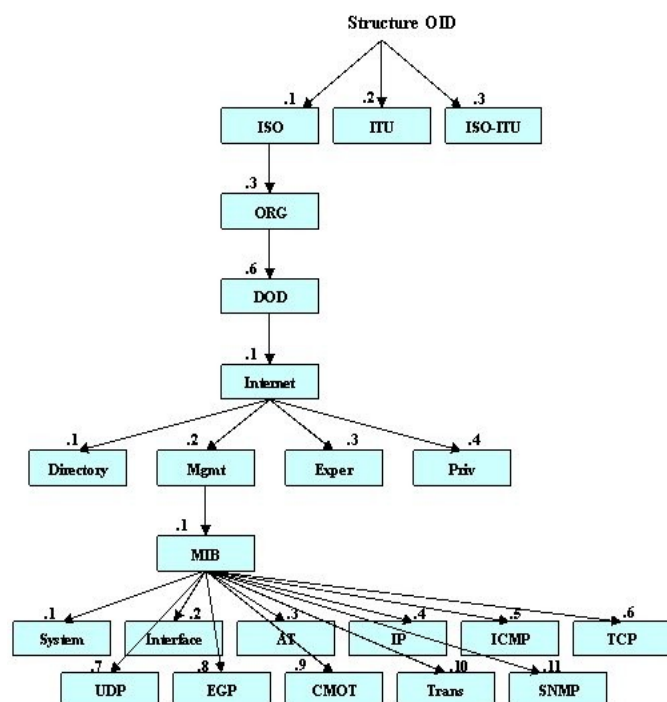 Structure OID
.1 .2 .3
ISO ITU ISO-ITU
.3
ORG
.6
DOD
.1
Internet
.1 .2 .3 .4
Directory Mgmt Exper Priv
.1
MIB
.1 .2 .3 .4 .5 .6
System Interface AT IP ICMP TCP
.7 .8 .9 .10 .11
UDP EGP CMOT Trans SNMP